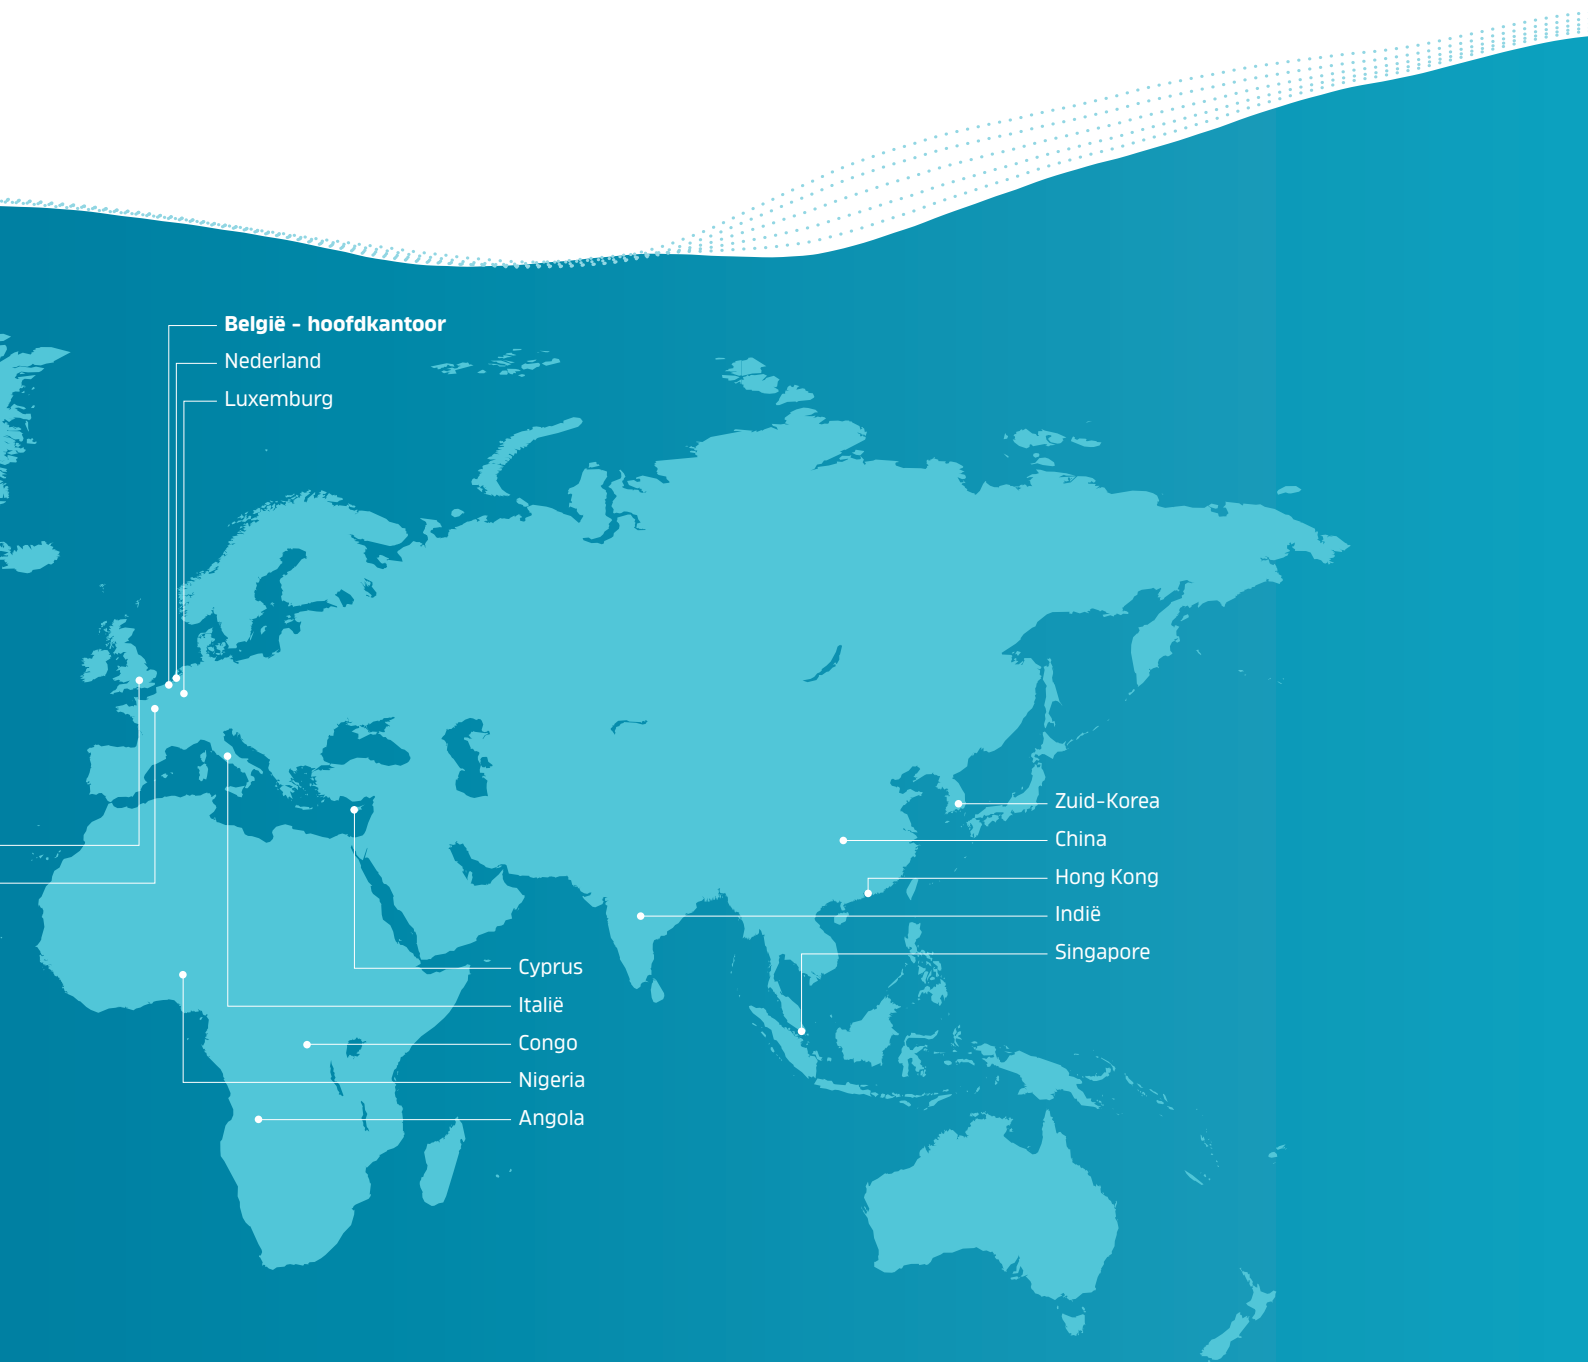 België - hoofdkantoor
Nederland
Luxemburg
Zuid-Korea
China
Hong Kong
Indië
Singapore
Cyprus
Italië
Congo
Nigeria
Angola